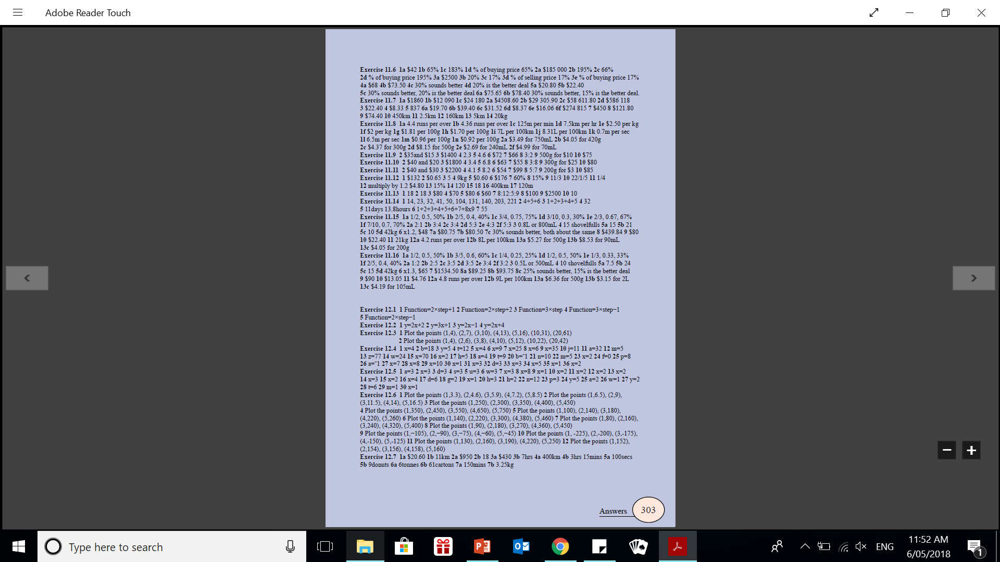 Adobe Reader Touch
Exercise 11.6 1a $42 1b 65% 1c 183% 1d % of buying price 65% 2a $185 000 2b 195% 2c 66%
2d % of buying price 195% 3a $2500 3b 20% 3c 17% 3d % of selling price 17% 3e % of buying price 17%
4a $68 4b $73.50 4c 30% sounds better 4d 20% is the better deal 5a $20.80 5b $22.40
5c 30% sounds better, 20% is the better deal 6a $75.65 6b $78.40 30% sounds better, 15% is the better deal.
Exercise 11.7 1a $1860 1b $12 090 1c $24 180 2a $4508.60 2b $29 305.90 2c $58 611.80 2d $586 118
3 $22.40 4 $8.33 5 837 6a $19.70 6b $39.40 6c $31.52 6d $8.37 6e $16.06 6f $274 815 7 $450 8 $121.80
9 $74.40 10 450km 11 2.5km 12 160km 13 5km 14 20kg
Exercise 11.8 1a 4.4 runs per over 1b 4.36 runs per over 1c 125m per min 1d 7.5km per hr 1e $2.50 per kg
1f $2 per kg 1g $1.81 per 100g 1h $1.70 per 100g 1i 7L per 100km 1j 8.31L per 100km 1k 0.7m per sec
1l 6.5m per sec 1m $0.96 per 100g 1n $0.92 per 100g 2a $3.49 for 750mL 2b $4.05 for 420g
2c $4.37 for 300g 2d $8.15 for 500g 2e $2.69 for 240mL 2f $4.99 for 70mL
Exercise 11.9 2 $35and $15 3 $1400 4 2.3 5 4.6 6 $72 7 $66 8 3:2 9 500g for $10 10 $75
Exercise 11.10 2 $40 and $20 3 $1800 4 3.4 5 6.8 6 $63 7 $55 8 3:8 9 300g for $25 10 $80
Exercise 11.11 2 $40 and $30 3 $2200 4 4.1 5 8.2 6 $54 7 $99 8 5:7 9 200g for $3 10 $85
Exercise 11.12 1 $132 2 $0.65 3 5 4 9kg 5 $0.60 6 $176 7 60% 8 15% 9 11/3 10 22/1/5 11 1/4
12 multiply by 1.2 $4.80 13 15% 14 120 15 18 16 400km 17 120m
Exercise 11.13 1 18 2 18 3 $80 4 $70 5 $80 6 $60 7 8:12:5:9 8 $100 9 $2500 10 10
Exercise 11.14 1 14, 23, 32, 41, 50, 104, 131, 140, 203, 221 2 4+5+6 3 1+2+3+4+5 4 32
5 11days 13.8hours 6 1+2+3+4+5+6+7+8x9 7 55
Exercise 11.15 1a 1/2, 0.5, 50% 1b 2/5, 0.4, 40% 1c 3/4, 0.75, 75% 1d 3/10, 0.3, 30% 1e 2/3, 0.67, 67%
1f 7/10, 0.7, 70% 2a 2:1 2b 3:4 2c 3:4 2d 5:3 2e 4:3 2f 5:3 3 0.8L or 800mL 4 15 shovelfulls 5a 15 5b 21
5c 10 5d 42kg 6 x1.2, $48 7a $80.75 7b $80.50 7c 30% sounds better, both about the same 8 $439.84 9 $80
10 $22.40 11 21kg 12a 4.2 runs per over 12b 8L per 100km 13a $5.27 for 500g 13b $8.53 for 90mL
13c $4.05 for 200g
Exercise 11.16 1a 1/2, 0.5, 50% 1b 3/5, 0.6, 60% 1c 1/4, 0.25, 25% 1d 1/2, 0.5, 50% 1e 1/3, 0.33, 33%
1f 2/5, 0.4, 40% 2a 1:2 2b 2:5 2c 3:5 2d 3:5 2e 3:4 2f 3:2 3 0.5L or 500mL 4 10 shovelfulls 5a 7.5 5b 24
5c 15 5d 42kg 6 x1.3, $65 7 $1534.50 8a $89.25 8b $93.75 8c 25% sounds better, 15% is the better deal
9 $90 10 $13.05 11 $4.76 12a 4.8 runs per over 12b 9L per 100km 13a $6.36 for 500g 13b $3.15 for 2L
13c $4.19 for 105mL
Exercise 12.1 1 Function=2×step+1 2 Function=2×step+2 3 Function=3×step 4 Function=3×step−1
5 Function=2×step−1
Exercise 12.2 1 y=2x+2 2 y=3x+1 3 y=2x−1 4 y=2x+4
Exercise 12.3 1 Plot the points (1,4), (2,7), (3,10), (4,13), (5,16), (10,31), (20,61)
2 Plot the points (1,4), (2,6), (3,8), (4,10), (5,12), (10,22), (20,42)
Exercise 12.4 1 x=4 2 b=18 3 y=5 4 t=12 5 x=4 6 x=9 7 x=25 8 x=6 9 x=35 10 j=11 11 a=32 12 m=5
13 z=77 14 w=24 15 x=70 16 x=2 17 h=5 18 a=4 19 t=9 20 b=⁻1 21 n=10 22 m=5 23 x=2 24 f=0 25 p=8
26 a=⁻1 27 x=7 28 x=8 29 x=10 30 x=1 31 x=3 32 d=3 33 x=3 34 x=5 35 x=1 36 x=2
Exercise 12.5 1 a=3 2 x=3 3 d=3 4 s=3 5 u=3 6 w=3 7 x=3 8 x=8 9 x=1 10 x=2 11 x=2 12 x=2 13 x=2
14 x=3 15 x=2 16 x=4 17 d=6 18 g=2 19 x=1 20 h=3 21 h=2 22 n=12 23 p=3 24 y=5 25 a=2 26 w=1 27 y=2
28 t=6 29 m=1 30 x=1
Exercise 12.6 1 Plot the points (1,3.3), (2,4.6), (3,5.9), (4,7.2), (5,8.5) 2 Plot the points (1,6.5), (2,9),
(3,11.5), (4,14), (5,16.5) 3 Plot the points (1,250), (2,300), (3,350), (4,400), (5,450)
4 Plot the points (1,350), (2,450), (3,550), (4,650), (5,750) 5 Plot the points (1,100), (2,140), (3,180),
(4,220), (5,260) 6 Plot the points (1,140), (2,220), (3,300), (4,380), (5,460) 7 Plot the points (1,80), (2,160),
(3,240), (4,320), (5,400) 8 Plot the points (1,90), (2,180), (3,270), (4,360), (5,450)
9 Plot the points (1,−105), (2,−90), (3,−75), (4,−60), (5,−45) 10 Plot the points (1, -225), (2,-200), (3,-175),
(4,-150), (5,-125) 11 Plot the points (1,130), (2,160), (3,190), (4,220), (5,250) 12 Plot the points (1,152),
(2,154), (3,156), (4,158), (5,160)
Exercise 12.7 1a $20.60 1b 11km 2a $950 2b 18 3a $430 3b 7hrs 4a 400km 4b 3hrs 15mins 5a 100secs
5b 9donuts 6a 6tonnes 6b 61cartons 7a 150mins 7b 3.25kg
Answers 303
Type here to search
ENG
11:52 AM
6/05/2018
1